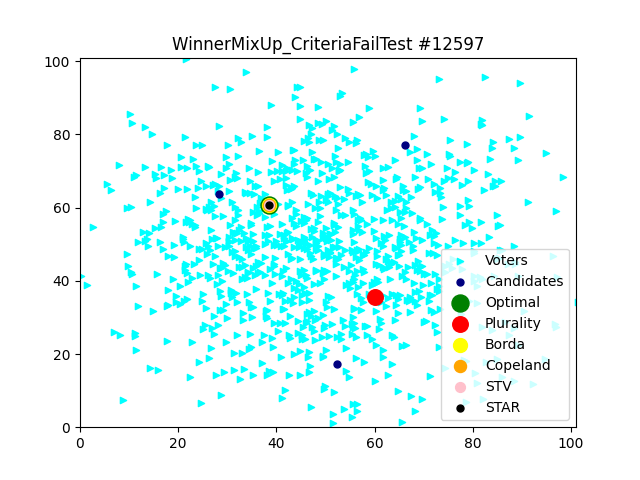 WinnerMixUp_CriteriaFailTest #12597
100
80
60
40
20
0
0
20
40
60
80
100
Voters
Candidates
Optimal
Plurality
Borda
Copeland
STV
STAR